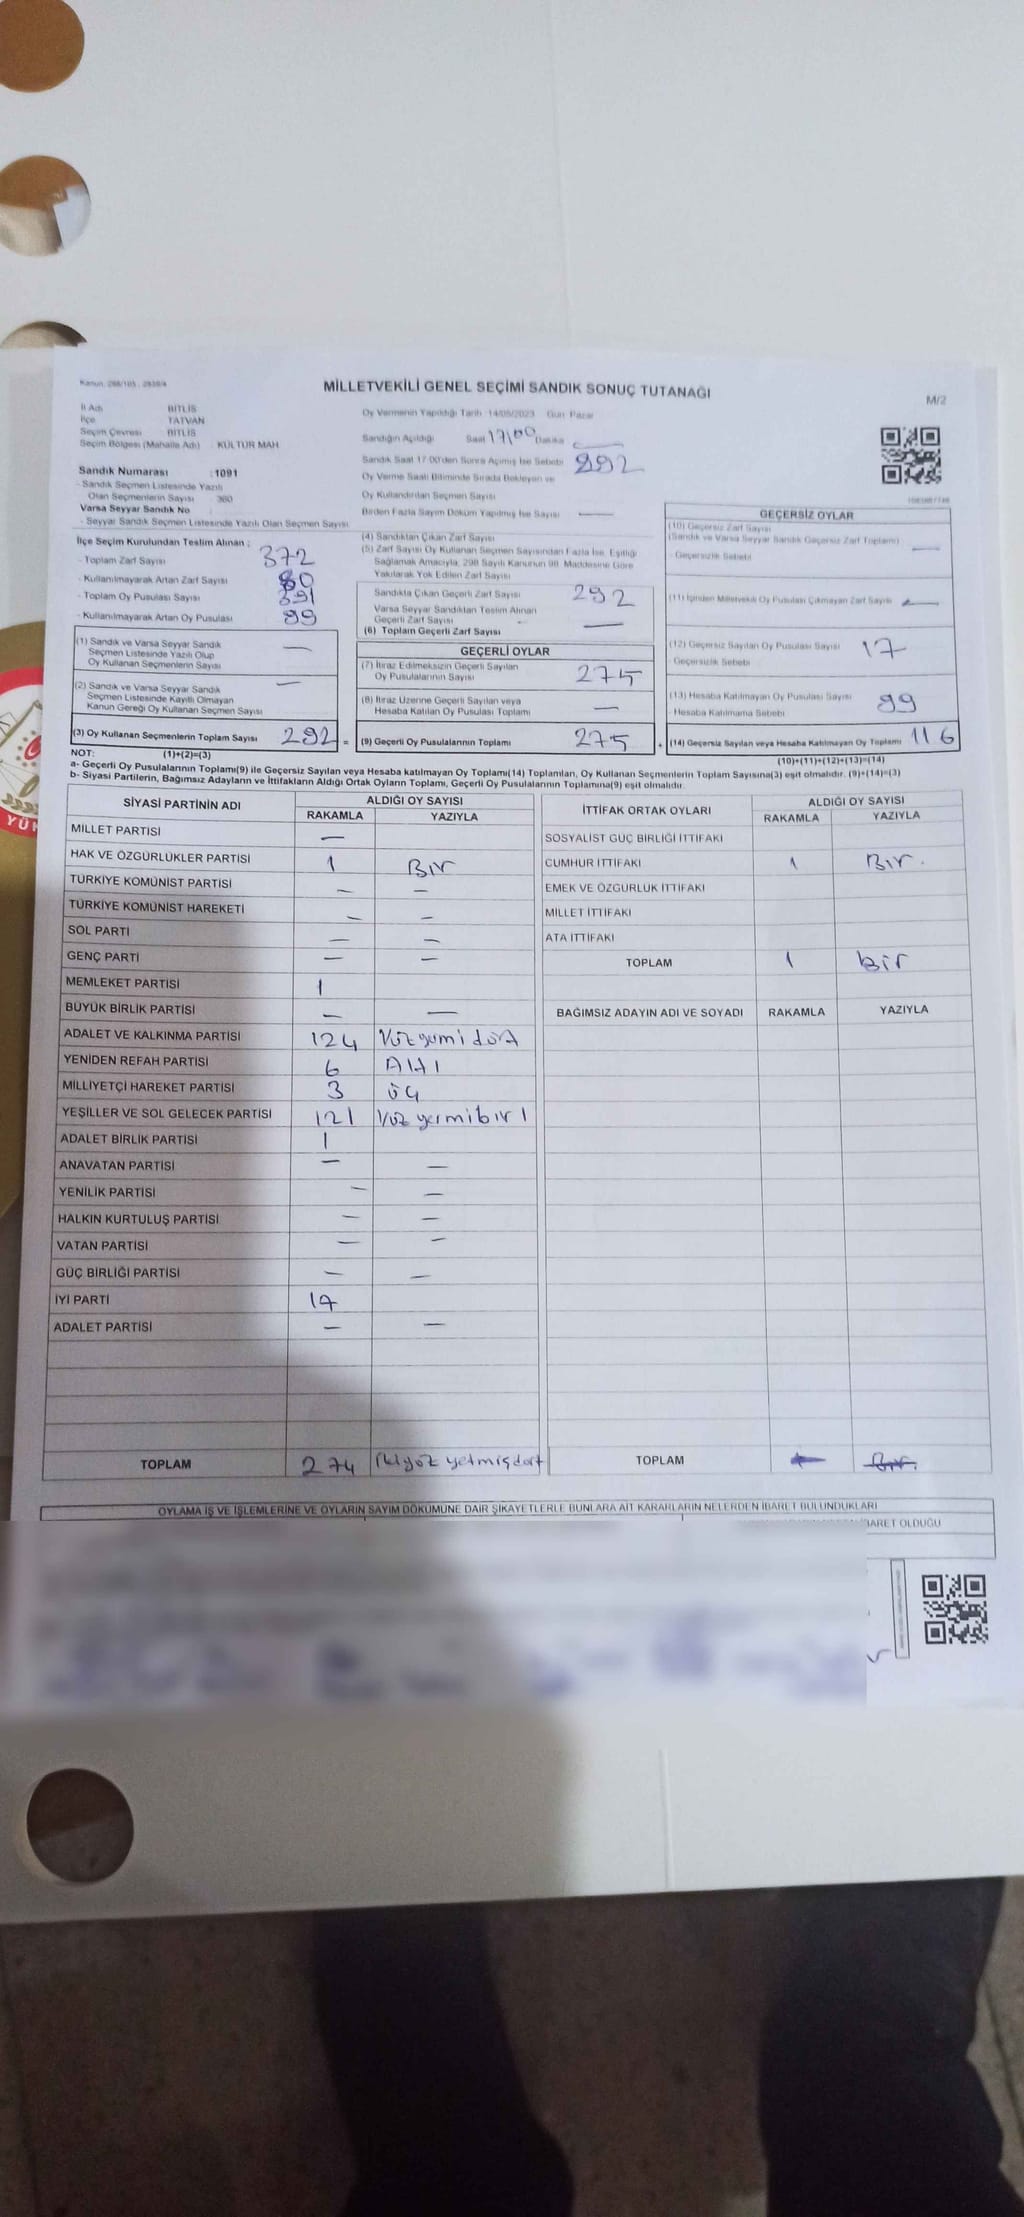 MİLLETVEKİLİ GENEL SEÇİMİ SANDIK SONUÇ TUTANAĞI
M/2
İl Adı : BİTLİS
İlçe TATVAN
Seçim Çevresi BİTLİS
Seçim Bölgesi (Mahalle Adı) : KÜLTÜR MAH.
Sandık Numarası : 1091
- Sandık Seçmen Listesinde Yazılı
Olan Seçmenlerin Sayısı : 360
Varsa Seyyar Sandık No
- Seyyar Sandık Seçmen Listesinde Yazılı Olan Seçmen Sayısı
Oy Vermenin Yapıldığı Tarih 14/05/2023 Gün Pazar
Sandığın Açıldığı Saat 17/00 Dakika
Sandık Saat 17:00'den Sonra Açılmış İse Sebebi 292
Oy Verme Saati Bitiminde Sırada Bekleyen ve
Oy Kullandırılan Seçmen Sayısı
Birden Fazla Sayım Döküm Yapılmış İse Sayısı —
İlçe Seçim Kurulundan Teslim Alınan :
- Toplam Zarf Sayısı 372
- Kullanılmayarak Artan Zarf Sayısı 80
- Toplam Oy Pusulası Sayısı 391
- Kullanılmayarak Artan Oy Pusulası 99
(1) Sandık ve Varsa Seyyar Sandık —
Seçmen Listesinde Yazılı Olup
Oy Kullanan Seçmenlerin Sayısı
(2) Sandık ve Varsa Seyyar Sandık —
Seçmen Listesinde Kayıtlı Olmayan
Kanun Gereği Oy Kullanan Seçmen Sayısı
(3) Oy Kullanan Seçmenlerin Toplam Sayısı 292 =
(4) Sandıktan Çıkan Zarf Sayısı
(5) Zarf Sayısı Oy Kullanan Seçmen Sayısından Fazla İse, Eşitliği
Sağlamak Amacıyla, 298 Sayılı Kanunun 98. Maddesine Göre
Yakılarak Yok Edilen Zarf Sayısı
Sandıkta Çıkan Geçerli Zarf Sayısı 292
Varsa Seyyar Sandıktan Teslim Alınan
Geçerli Zarf Sayısı —
(6) Toplam Geçerli Zarf Sayısı
GEÇERLİ OYLAR
(7) İtiraz Edilmeksizin Geçerli Sayılan
Oy Pusulalarının Sayısı 275
(8) İtiraz Üzerine Geçerli Sayılan veya
Hesaba Katılan Oy Pusulası Toplamı —
(9) Geçerli Oy Pusulalarının Toplamı 275 +
GEÇERSİZ OYLAR
(10) Geçersiz Zarf Sayısı
(Sandık ve Varsa Seyyar Sandık Geçersiz Zarf Toplamı) —
- Geçersizlik Sebebi
(11) İçinden Milletvekili Oy Pusulası Çıkmayan Zarf Sayısı —
(12) Geçersiz Sayılan Oy Pusulası Sayısı 17
Geçersizlik Sebebi
(13) Hesaba Katılmayan Oy Pusulası Sayısı 99
- Hesaba Katılmama Sebebi
(14) Geçersiz Sayılan veya Hesaba Katılmayan Oy Toplamı 116
NOT: (1)+(2)=(3)
(10)+(11)+(12)+(13)=(14)
a- Geçerli Oy Pusulalarının Toplamı(9) ile Geçersiz Sayılan veya Hesaba katılmayan Oy Toplamı(14) Toplamları, Oy Kullanan Seçmenlerin Toplam Sayısına(3) eşit olmalıdır. (9)+(14)=(3)
b- Siyasi Partilerin, Bağımsız Adayların ve İttifakların Aldığı Ortak Oyların Toplamı, Geçerli Oy Pusulalarının Toplamına(9) eşit olmalıdır.
SİYASİ PARTİNİN ADI
ALDIĞI OY SAYISI
RAKAMLA YAZIYLA
MİLLET PARTİSİ —
HAK VE ÖZGÜRLÜKLER PARTİSİ 1 Bir
TÜRKİYE KOMÜNİST PARTİSİ — —
TÜRKİYE KOMÜNİST HAREKETİ — —
SOL PARTİ — —
GENÇ PARTİ — —
MEMLEKET PARTİSİ 1
BÜYÜK BİRLİK PARTİSİ — —
ADALET VE KALKINMA PARTİSİ 124
YENİDEN REFAH PARTİSİ 6 Altı
MİLLİYETÇİ HAREKET PARTİSİ 3 üç
YEŞİLLER VE SOL GELECEK PARTİSİ 121
ADALET BİRLİK PARTİSİ 1
ANAVATAN PARTİSİ — —
YENİLİK PARTİSİ — —
HALKIN KURTULUŞ PARTİSİ — —
VATAN PARTİSİ — —
GÜÇ BİRLİĞİ PARTİSİ — —
İYİ PARTİ 17
ADALET PARTİSİ — —
TOPLAM 274 ikiyüz yetmişdört
İTTİFAK ORTAK OYLARI
ALDIĞI OY SAYISI
RAKAMLA YAZIYLA
SOSYALİST GÜÇ BİRLİĞİ İTTİFAKI
CUMHUR İTTİFAKI 1 Bir.
EMEK VE ÖZGÜRLÜK İTTİFAKI
MİLLET İTTİFAKI
ATA İTTİFAKI
TOPLAM 1 Bir
BAĞIMSIZ ADAYIN ADI VE SOYADI RAKAMLA YAZIYLA
TOPLAM
OYLAMA İŞ VE İŞLEMLERİNE VE OYLARIN SAYIM DÖKÜMÜNE DAİR ŞİKAYETLERLE BUNLARA AİT KARARLARIN NELERDEN İBARET BULUNDUKLARI
BARET OLDUĞU